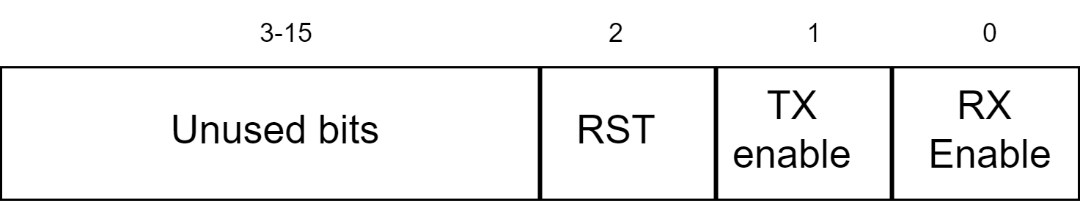 3-15 2 1 0
Unused bits RST TX enable RX Enable